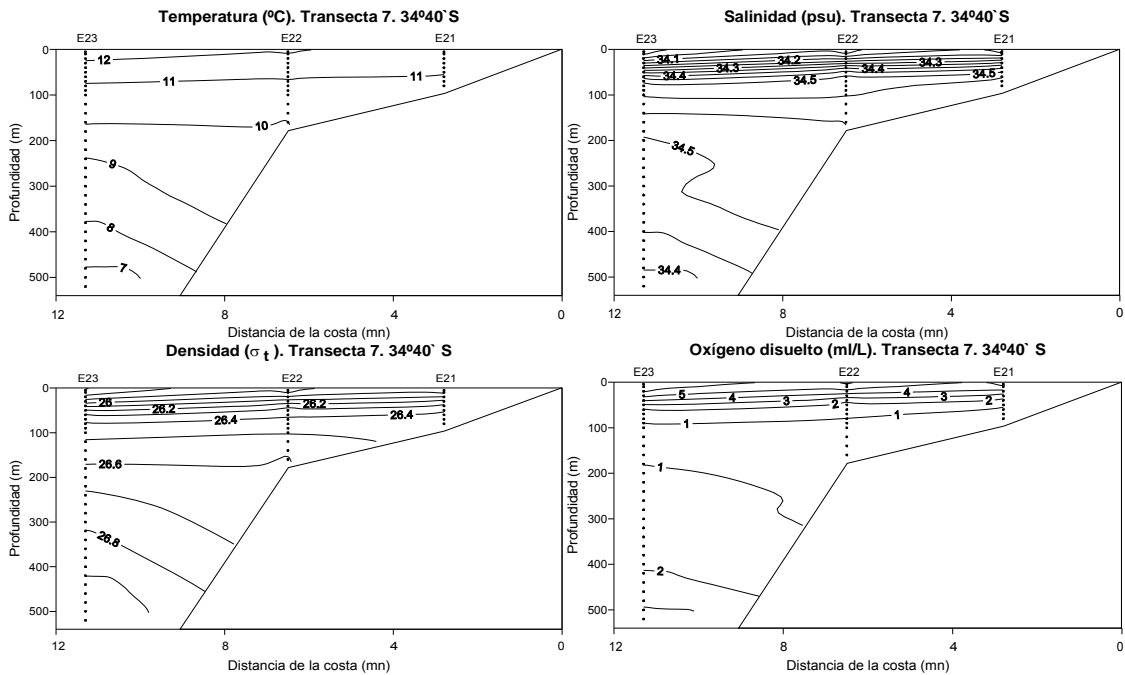 Temperatura (ºC). Transecta 7. 34º40`S
E23 E22 E21
0
100
200
300
400
500
Profundidad (m)
12
11
11
10
9
8
7
12 8 4 0
Distancia de la costa (mn)
Salinidad (psu). Transecta 7. 34º40`S
E23 E22 E21
0
100
200
300
400
500
Profundidad (m)
34.1
34.2
34.3
34.3
34.4
34.4
34.5
34.5
34.5
34.4
12 8 4 0
Distancia de la costa (mn)
Densidad (σ t ). Transecta 7. 34º40` S
E23 E22 E21
0
100
200
300
400
500
Profundidad (m)
26
26.2
26.2
26.4
26.4
26.6
26.8
12 8 4 0
Distancia de la costa (mn)
Oxígeno disuelto (ml/L). Transecta 7. 34º40` S
E23 E22 E21
0
100
200
300
400
500
Profundidad (m)
5
4
4
3
3
2
2
1
1
1
2
12 8 4 0
Distancia de la costa (mn)